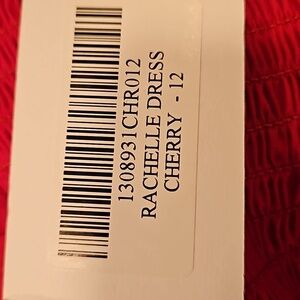 1308931CHR012
RACHELLE DRESS
CHERRY - 12